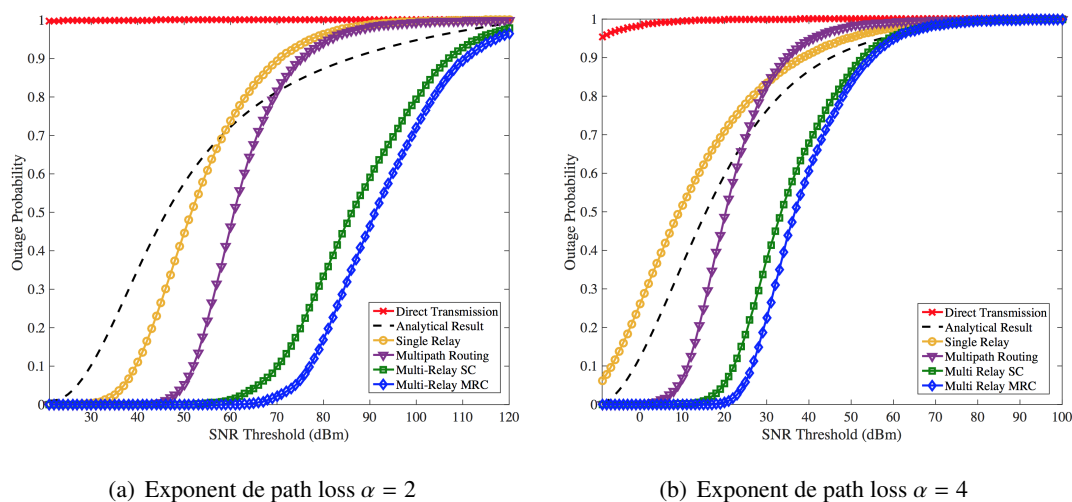 1
0.9
0.8
0.7
0.6
0.5
0.4
0.3
0.2
0.1
0
Outage Probability
30 40 50 60 70 80 90 100 110 120
SNR Threshold (dBm)
Direct Transmission
Analytical Result
Single Relay
Multipath Routing
Multi-Relay SC
Multi-Relay MRC
(a) Exponent de path loss α = 2
1
0.9
0.8
0.7
0.6
0.5
0.4
0.3
0.2
0.1
0
Outage Probability
0 10 20 30 40 50 60 70 80 90 100
SNR Threshold (dBm)
Direct Transmission
Analytical Result
Single Relay
Multipath Routing
Multi Relay SC
Multi Relay MRC
(b) Exponent de path loss α = 4